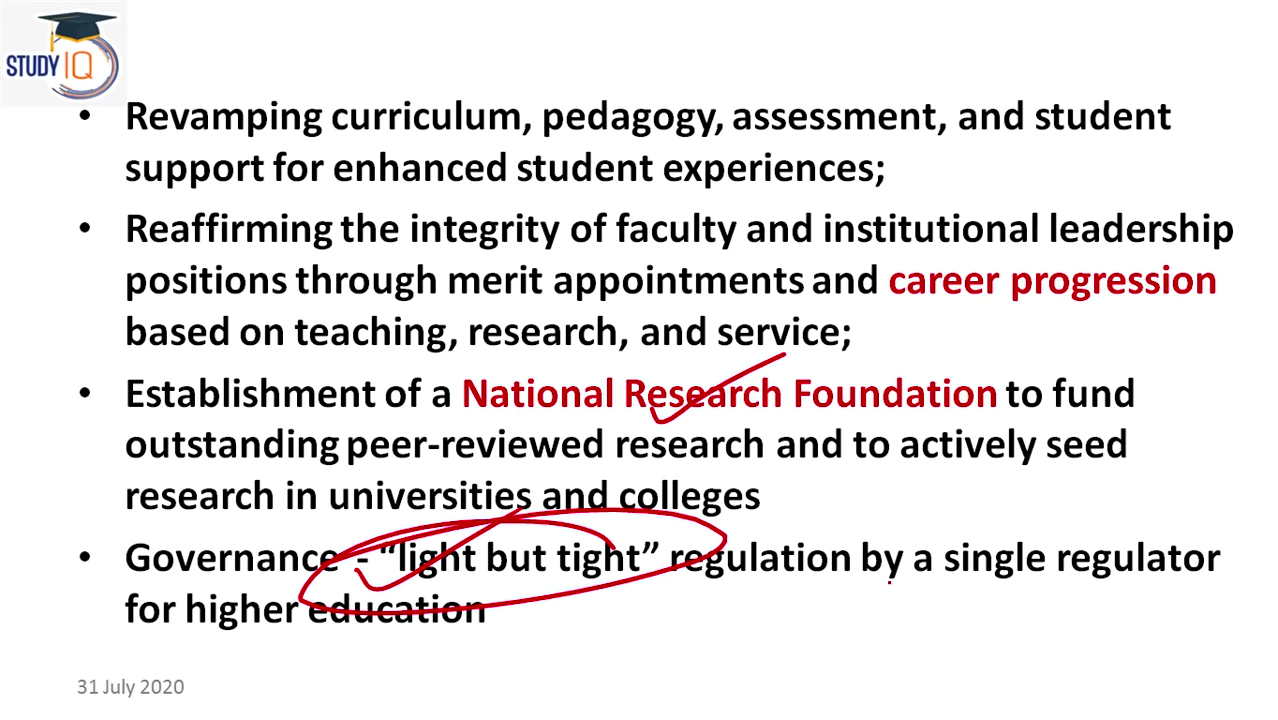 STUDY IQ
• Revamping curriculum, pedagogy, assessment, and student
support for enhanced student experiences;
• Reaffirming the integrity of faculty and institutional leadership
positions through merit appointments and career progression
based on teaching, research, and service;
• Establishment of a National Research Foundation to fund
outstanding peer-reviewed research and to actively seed
research in universities and colleges
• Governance - “light but tight” regulation by a single regulator
for higher education
31 July 2020